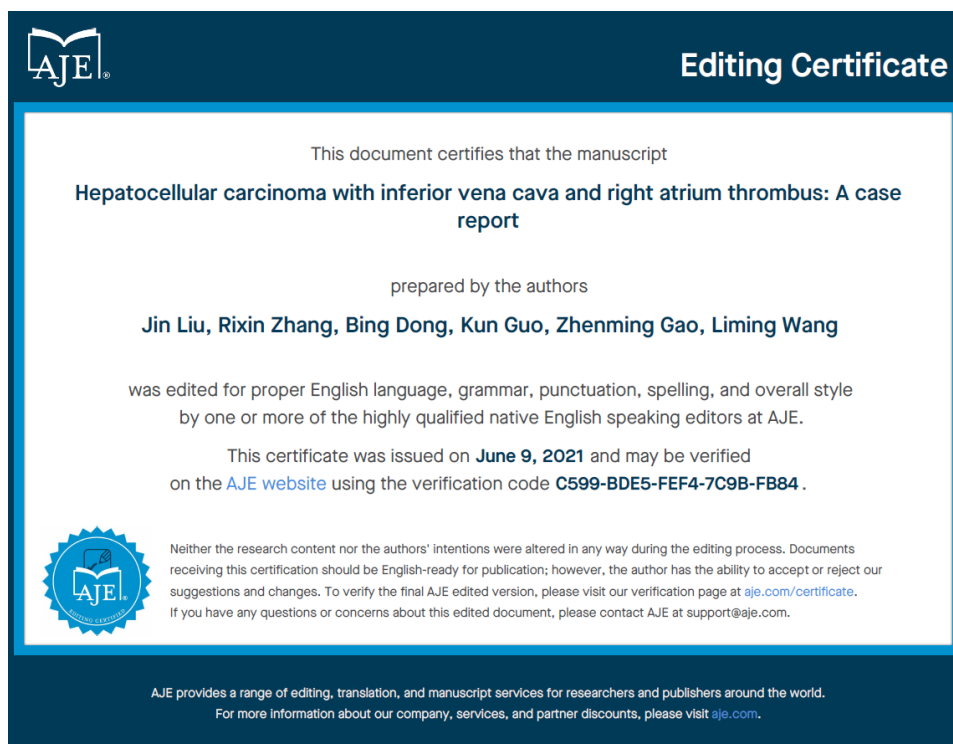 AJE®
Editing Certificate
This document certifies that the manuscript
Hepatocellular carcinoma with inferior vena cava and right atrium thrombus: A case
report
prepared by the authors
Jin Liu, Rixin Zhang, Bing Dong, Kun Guo, Zhenming Gao, Liming Wang
was edited for proper English language, grammar, punctuation, spelling, and overall style
by one or more of the highly qualified native English speaking editors at AJE.
This certificate was issued on June 9, 2021 and may be verified
on the AJE website using the verification code C599-BDE5-FEF4-7C9B-FB84.
AJE®
EDITING CERTIFIED
Neither the research content nor the authors' intentions were altered in any way during the editing process. Documents
receiving this certification should be English-ready for publication; however, the author has the ability to accept or reject our
suggestions and changes. To verify the final AJE edited version, please visit our verification page at aje.com/certificate.
If you have any questions or concerns about this edited document, please contact AJE at support@aje.com.
AJE provides a range of editing, translation, and manuscript services for researchers and publishers around the world.
For more information about our company, services, and partner discounts, please visit aje.com.